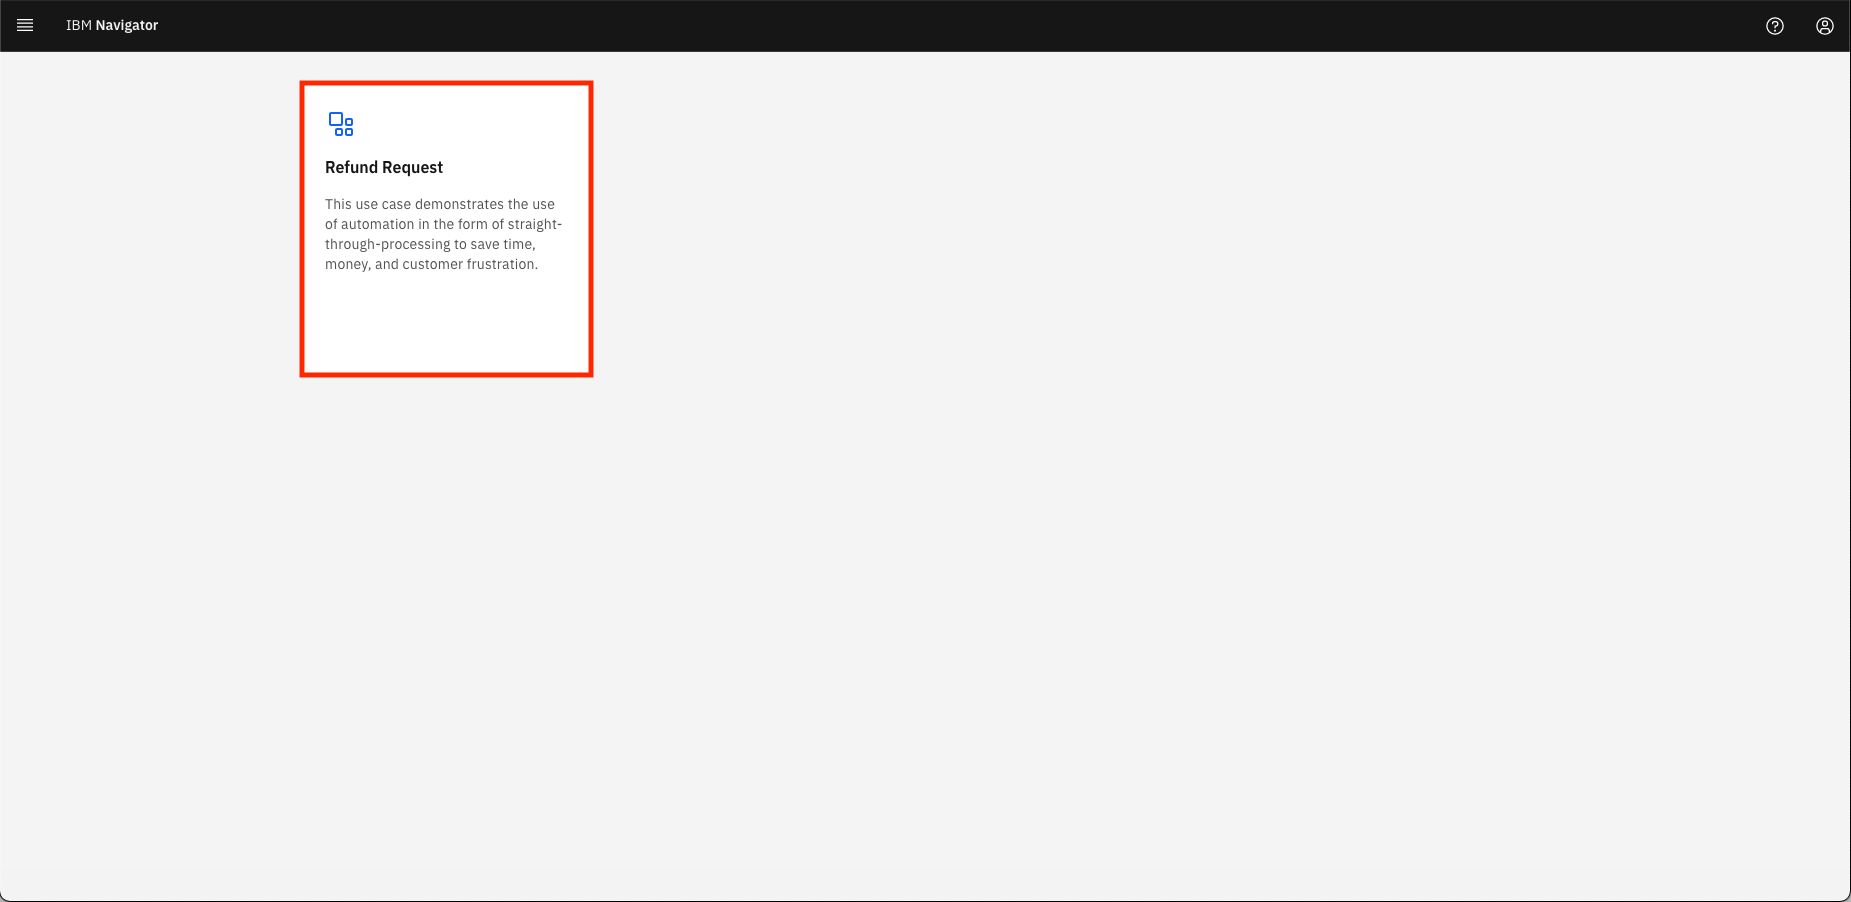 IBM Navigator
Refund Request
This use case demonstrates the use
of automation in the form of straight-
through-processing to save time,
money, and customer frustration.